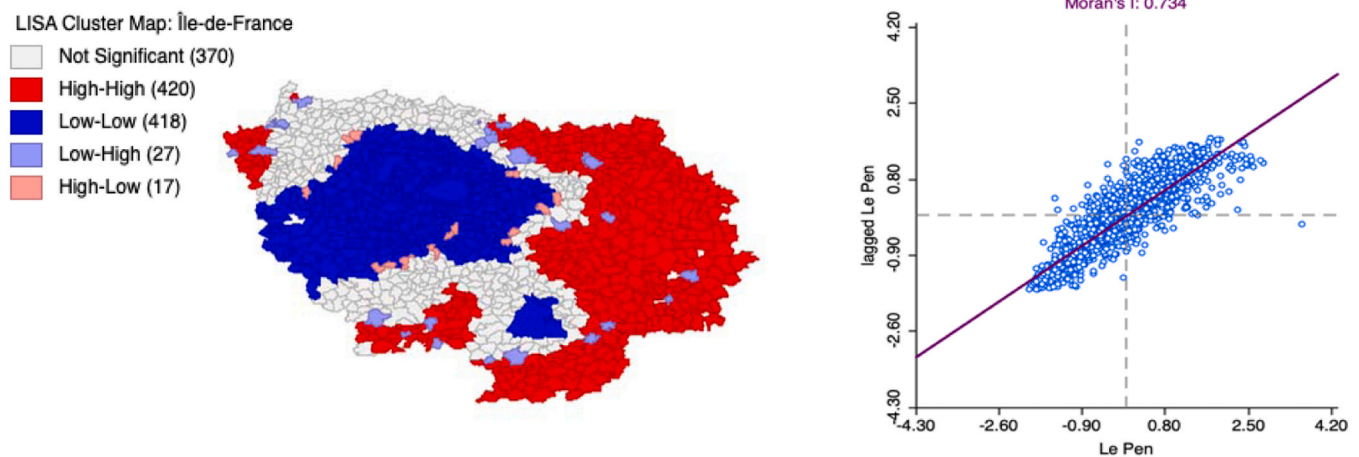 LISA Cluster Map: Île-de-France
Not Significant (370)
High-High (420)
Low-Low (418)
Low-High (27)
High-Low (17)
Moran's I: 0.734
4.20
2.50
0.80
-0.90
-2.60
-4.30
lagged Le Pen
-4.30 -2.60 -0.90 0.80 2.50 4.20
Le Pen